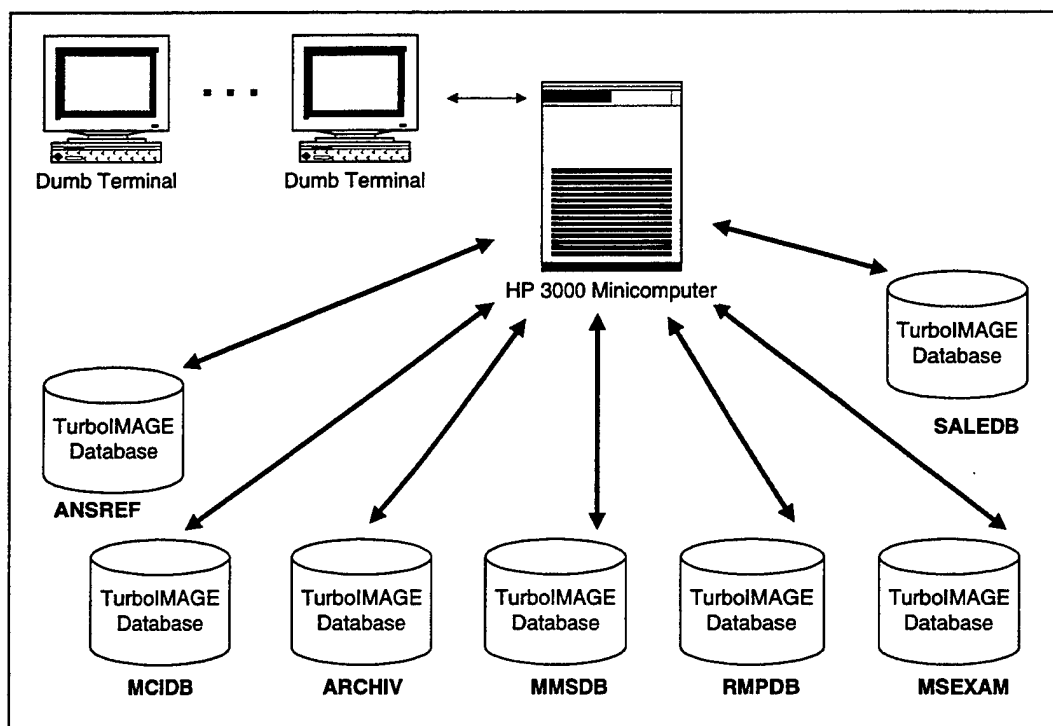 Dumb Terminal
Dumb Terminal
HP 3000 Minicomputer
TurboIMAGE
Database
SALEDB
TurboIMAGE
Database
ANSREF
TurboIMAGE
Database
MCIDB
TurboIMAGE
Database
ARCHIV
TurboIMAGE
Database
MMSDB
TurboIMAGE
Database
RMPDB
TurboIMAGE
Database
MSEXAM